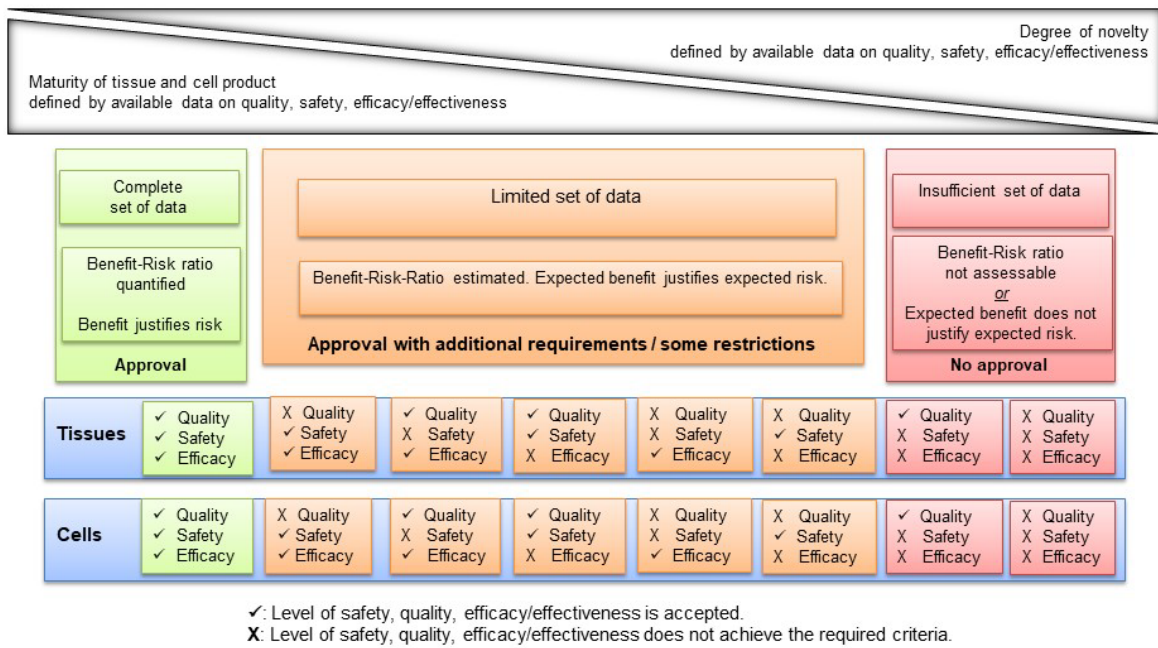 Degree of novelty
defined by available data on quality, safety, efficacy/effectiveness
Maturity of tissue and cell product
defined by available data on quality, safety, efficacy/effectiveness
Complete
set of data
Benefit-Risk ratio
quantified
Benefit justifies risk
Approval
Limited set of data
Benefit-Risk-Ratio estimated. Expected benefit justifies expected risk.
Approval with additional requirements / some restrictions
Insufficient set of data
Benefit-Risk ratio
not assessable
or
Expected benefit does not
justify expected risk.
No approval
Tissues
✓ Quality
✓ Safety
✓ Efficacy
X Quality
✓ Safety
✓ Efficacy
✓ Quality
X Safety
✓ Efficacy
✓ Quality
✓ Safety
X Efficacy
X Quality
X Safety
✓ Efficacy
X Quality
✓ Safety
X Efficacy
✓ Quality
X Safety
X Efficacy
X Quality
X Safety
X Efficacy
Cells
✓ Quality
✓ Safety
✓ Efficacy
X Quality
✓ Safety
✓ Efficacy
✓ Quality
X Safety
✓ Efficacy
✓ Quality
✓ Safety
X Efficacy
X Quality
X Safety
✓ Efficacy
X Quality
✓ Safety
X Efficacy
✓ Quality
X Safety
X Efficacy
X Quality
X Safety
X Efficacy
✓: Level of safety, quality, efficacy/effectiveness is accepted.
X: Level of safety, quality, efficacy/effectiveness does not achieve the required criteria.